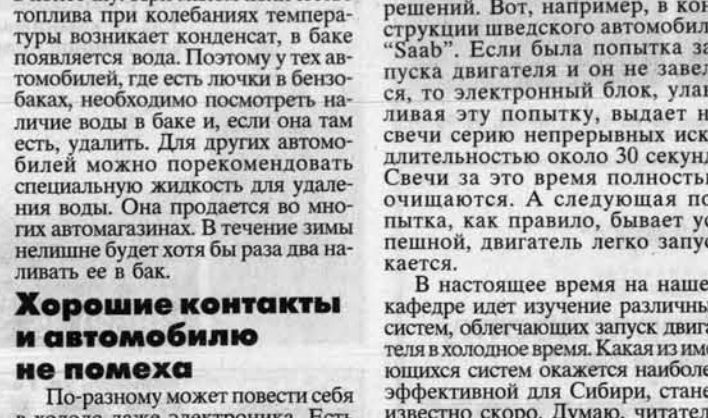 топлива при колебаниях темпера-
туры возникает конденсат, в баке
появляется вода. Поэтому у тех ав-
томобилей, где есть лючки в бензо-
баках, необходимо посмотреть на-
личие воды в баке и, если она там
есть, удалить. Для других автомо-
билей можно порекомендовать
специальную жидкость для удале-
ния воды. Она продается во мно-
гих автомагазинах. В течение зимы
нелишне будет хотя бы раза два на-
ливать ее в бак.
Хорошие контакты
и автомобилю
не помеха
По-разному может повести себя
в холоде даже электроника. Есть
решений. Вот, например, в кон
струкции шведского автомобил
“Saab”. Если была попытка за
пуска двигателя и он не завел
ся, то электронный блок, улав
ливая эту попытку, выдает н
свечи серию непрерывных иск
длительностью около 30 секунд
Свечи за это время полность
очищаются. А следующая по
пытка, как правило, бывает ус
пешной, двигатель легко запус
кается.
В настоящее время на наше
кафедре идет изучение различны
систем, облегчающих запуск двига
теля в холодное время. Какая из име
ющихся систем окажется наиболе
эффективной для Сибири, стане
известно скоро. Думаю, читател